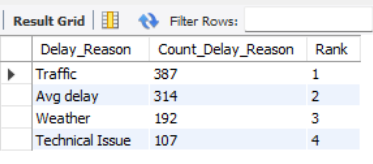 Result Grid Filter Rows:
Delay_Reason Count_Delay_Reason Rank
Traffic 387 1
Avg delay 314 2
Weather 192 3
Technical Issue 107 4